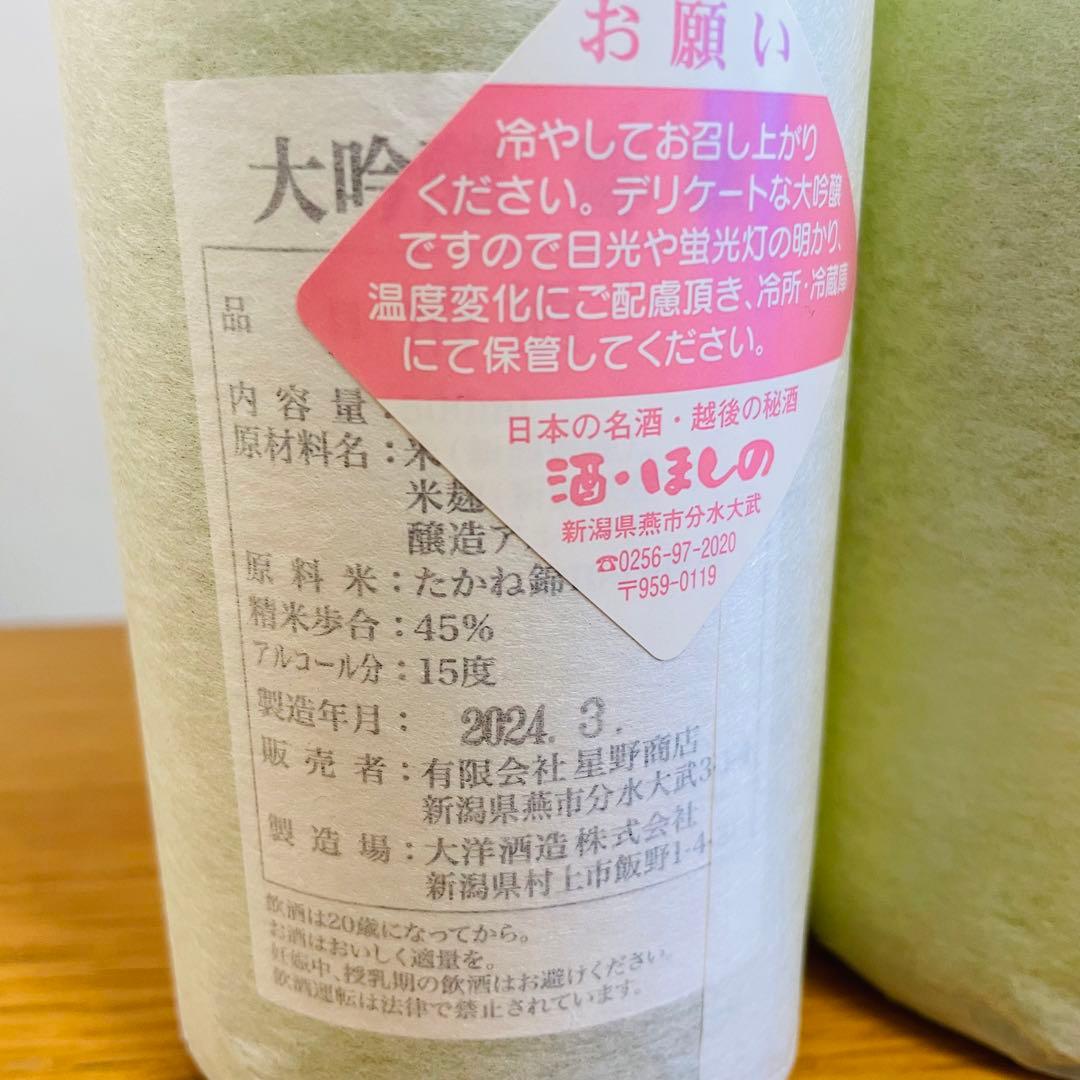 お願い
冷やしてお召し上がり
ください。デリケートな大吟醸
ですので日光や蛍光灯の明かり、
温度変化にご配慮頂き、冷所・冷蔵庫
にて保管してください。
日本の名酒・越後の秘酒
酒・ほしの
新潟県燕市分水大武
☎0256-97-2020
〒959-0119
大吟
品
内容量:
原材料名:米
米麹
醸造ア
原料米:たかね錦
精米歩合:45%
アルコール分:15度
製造年月: 2024. 3.
販売者:有限会社星野商店
新潟県燕市分水大武3
製造場:大洋酒造株式会社
新潟県村上市飯野1-4
飲酒は20歳になってから。
お酒はおいしく適量を。
妊娠中、授乳期の飲酒はお避けください。
飲酒運転は法律で禁止されています。